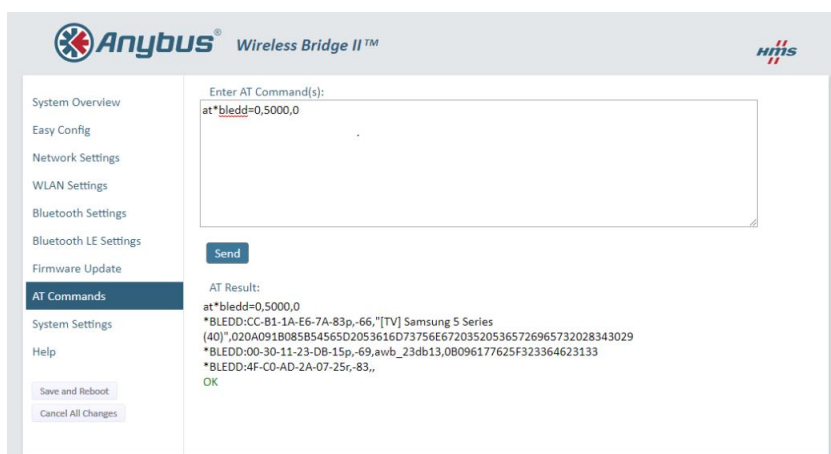 Anybus® Wireless Bridge II™
HMS
System Overview
Easy Config
Network Settings
WLAN Settings
Bluetooth Settings
Bluetooth LE Settings
Firmware Update
AT Commands
System Settings
Help
Save and Reboot
Cancel All Changes
Enter AT Command(s):
at*bledd=0,5000,0
Send
AT Result:
at*bledd=0,5000,0
*BLEDD:CC-B1-1A-E6-7A-83p,-66,"[TV] Samsung 5 Series
(40)",020A091B085B54565D2053616D73756E672035205365726965732028343029
*BLEDD:00-30-11-23-DB-15p,-69,awb_23db13,0B096177625F323364623133
*BLEDD:4F-C0-AD-2A-07-25r,-83,,
OK